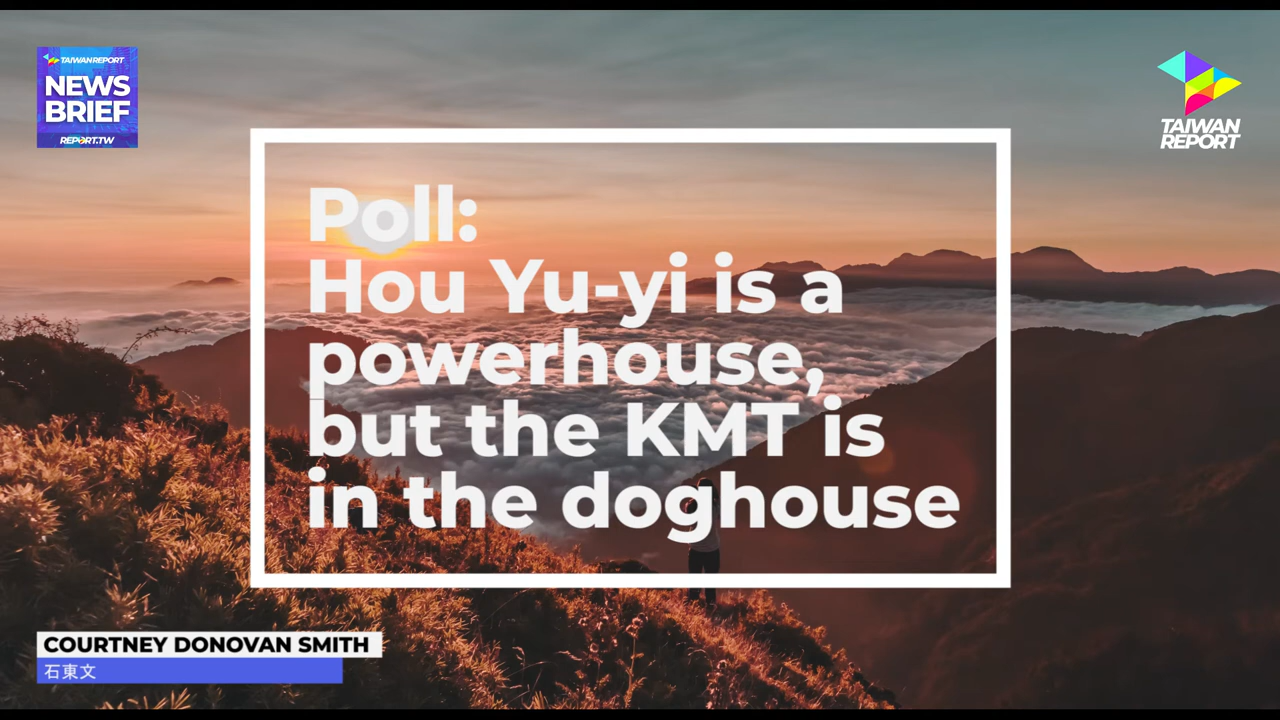 TAIWAN REPORT
NEWS
BRIEF
REPORT.TW
TAIWAN
REPORT
Poll:
Hou Yu-yi is a
powerhouse,
but the KMT is
in the doghouse
COURTNEY DONOVAN SMITH
石東文